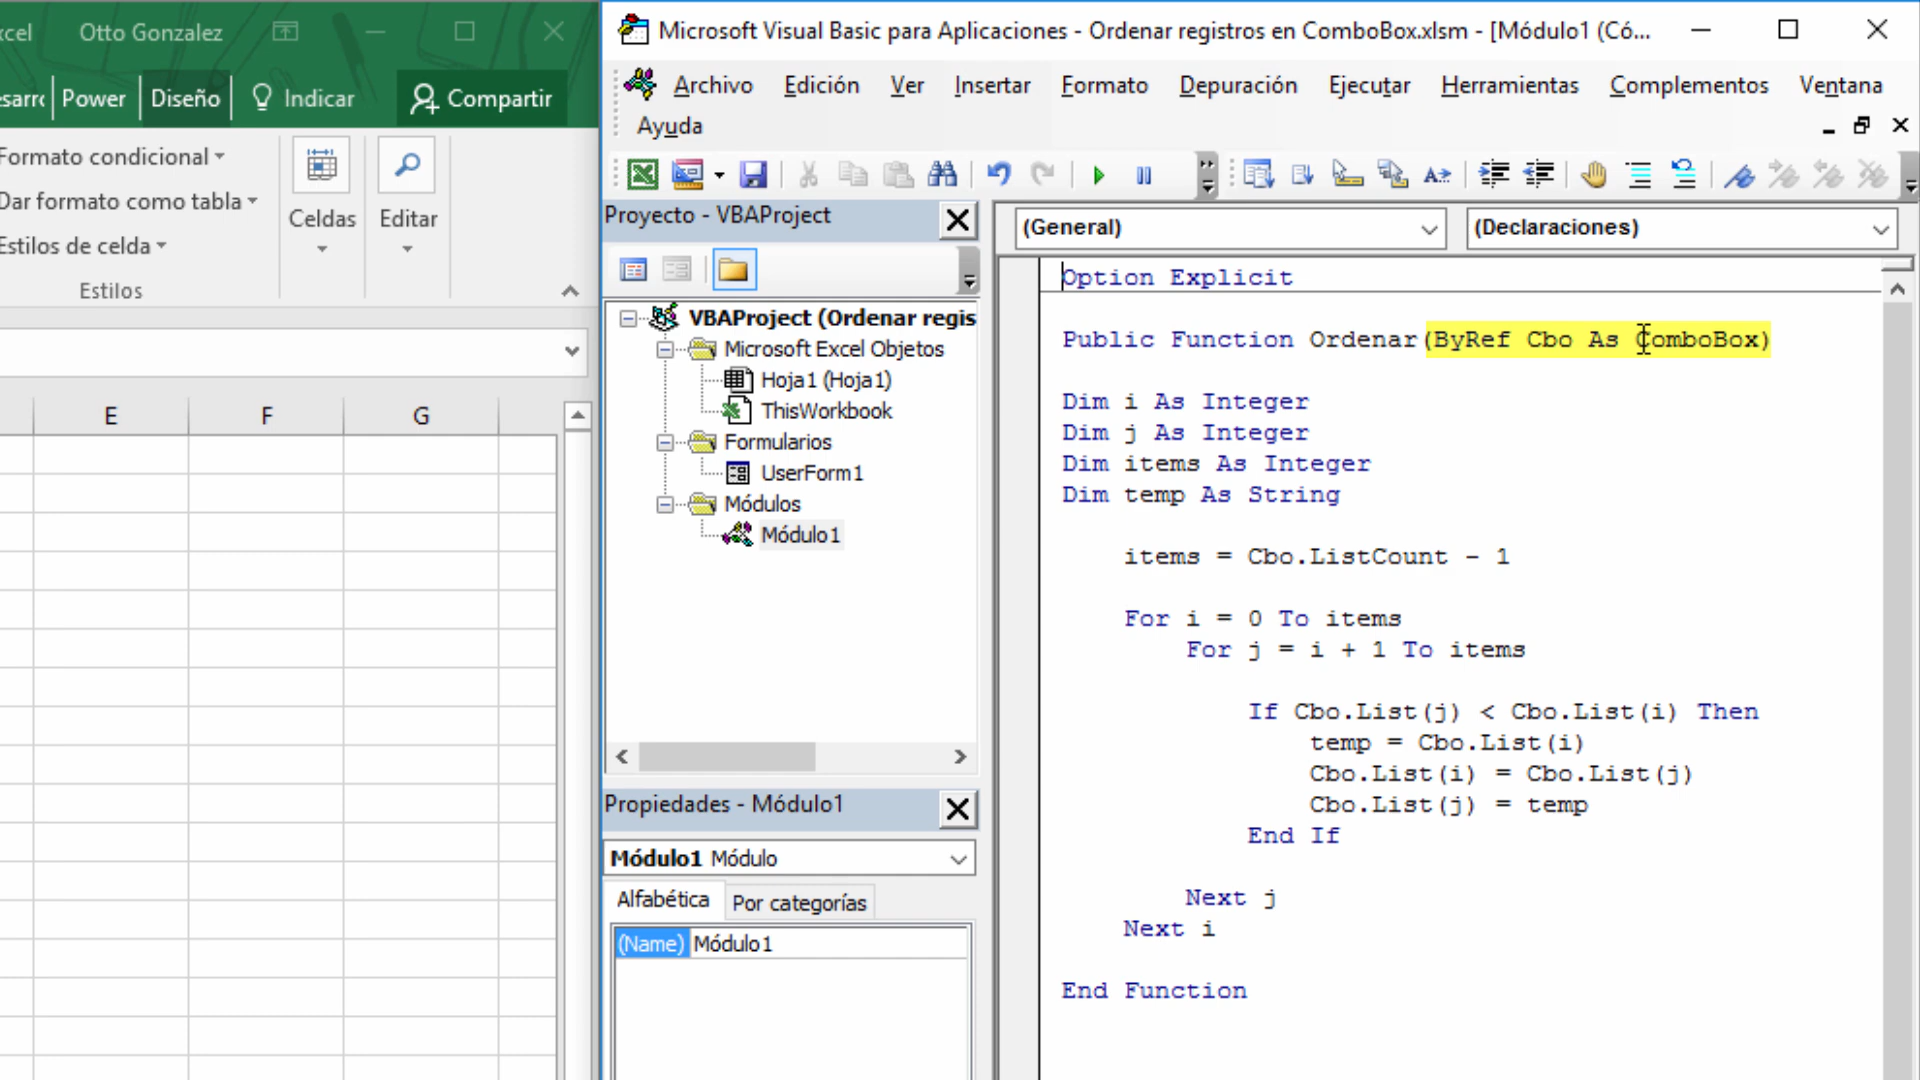 Otto Gonzalez
Power
Diseño
Indicar
Compartir
Formato condicional
Dar formato como tabla
Estilos de celda
Estilos
Celdas
Editar
E F G
Microsoft Visual Basic para Aplicaciones - Ordenar registros en ComboBox.xlsm - [Módulo1 (Có...
Archivo Edición Ver Insertar Formato Depuración Ejecutar Herramientas Complementos Ventana
Ayuda
Proyecto - VBAProject
VBAProject (Ordenar regis
Microsoft Excel Objetos
Hoja1 (Hoja1)
ThisWorkbook
Formularios
UserForm1
Módulos
Módulo1
Propiedades - Módulo1
Módulo1 Módulo
Alfabética Por categorías
(Name) Módulo1
(General) (Declaraciones)
Option Explicit
Public Function Ordenar(ByRef Cbo As ComboBox)
Dim i As Integer
Dim j As Integer
Dim items As Integer
Dim temp As String
items = Cbo.ListCount - 1
For i = 0 To items
For j = i + 1 To items
If Cbo.List(j) < Cbo.List(i) Then
temp = Cbo.List(i)
Cbo.List(i) = Cbo.List(j)
Cbo.List(j) = temp
End If
Next j
Next i
End Function